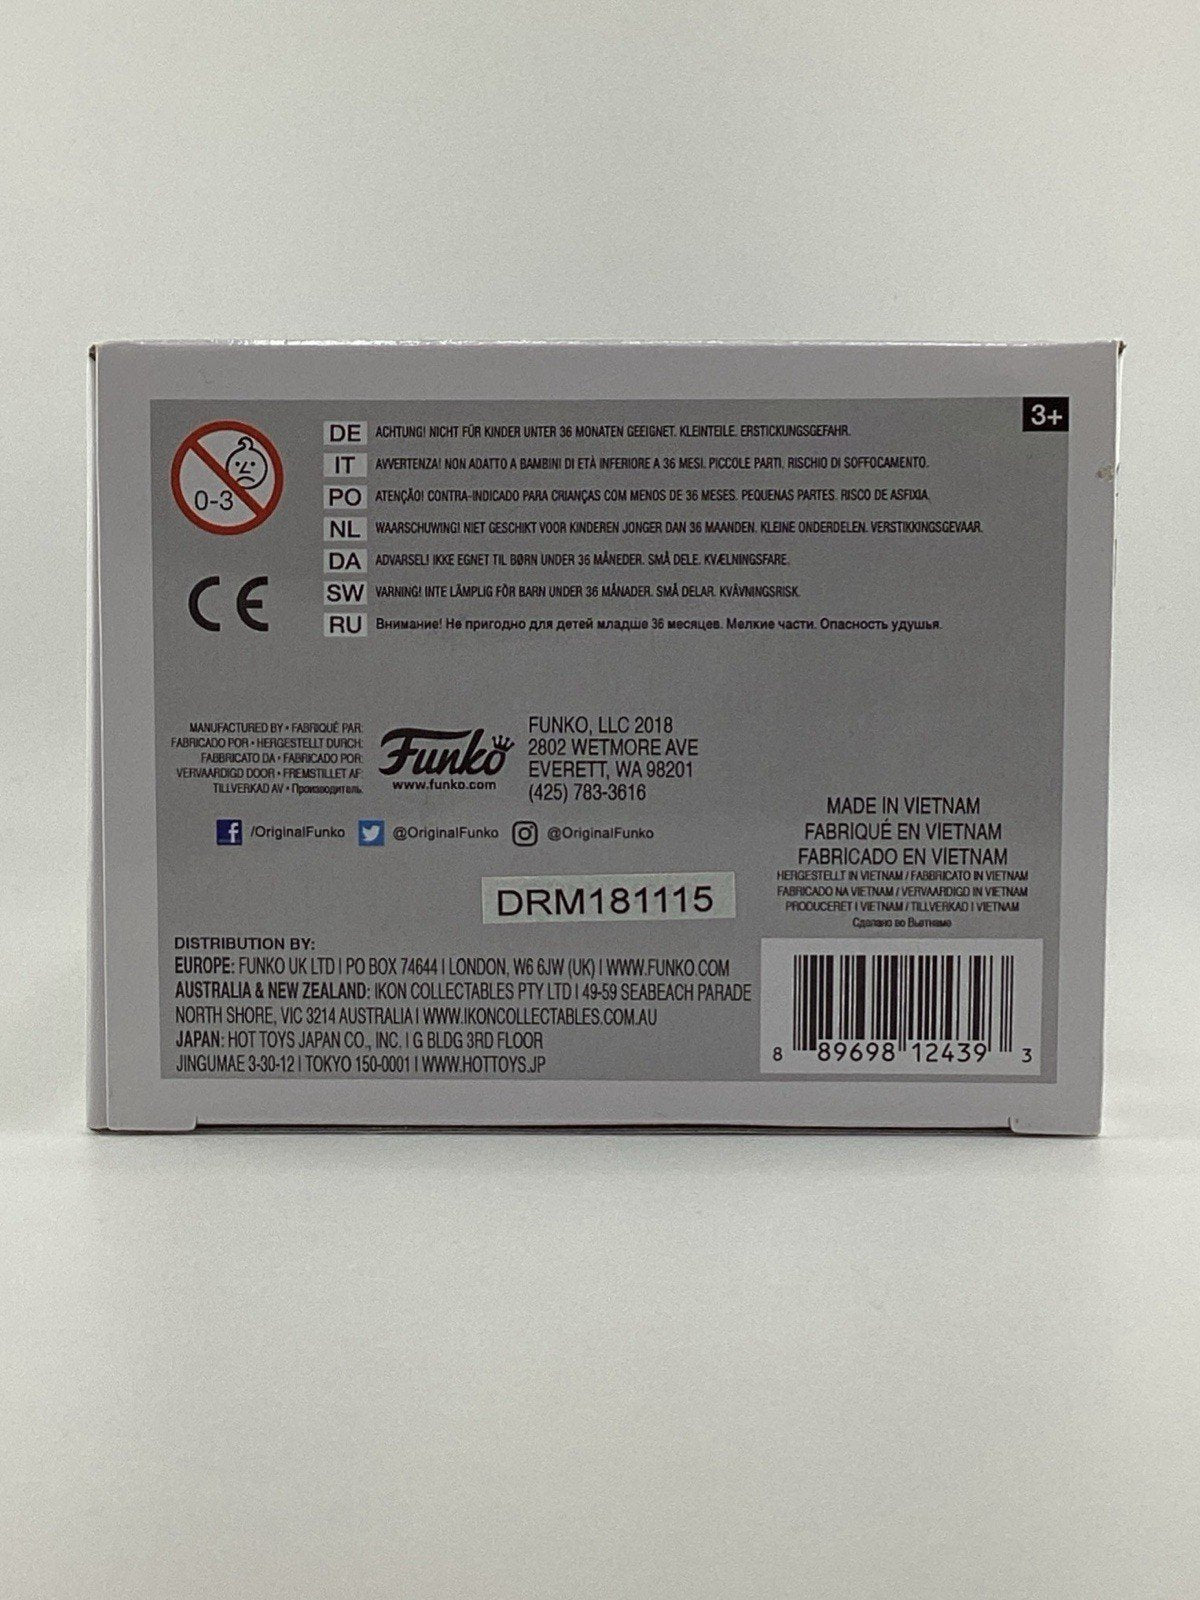 3+
0-3
DE ACHTUNG! NICHT FÜR KINDER UNTER 36 MONATEN GEEIGNET. KLEINTEILE. ERSTICKUNGSGEFAHR.
IT AVVERTENZA! NON ADATTO A BAMBINI DI ETÀ INFERIORE A 36 MESI. PICCOLE PARTI. RISCHIO DI SOFFOCAMENTO.
PO ATENÇÃO! CONTRA-INDICADO PARA CRIANÇAS COM MENOS DE 36 MESES. PEQUENAS PARTES. RISCO DE ASFIXIA.
NL WAARSCHUWING! NIET GESCHIKT VOOR KINDEREN JONGER DAN 36 MAANDEN. KLEINE ONDERDELEN. VERSTIKKINGSGEVAAR.
DA ADVARSEL! IKKE EGNET TIL BØRN UNDER 36 MÅNEDER. SMÅ DELE. KVÆLNINGSFARE.
SW VARNING! INTE LÄMPLIG FÖR BARN UNDER 36 MÅNADER. SMÅ DELAR. KVÄVNINGSRISK.
RU Внимание! Не пригодно для детей младше 36 месяцев. Мелкие части. Опасность удушья.
CE
MANUFACTURED BY • FABRIQUÉ PAR:
FABRICADO POR • HERGESTELLT DURCH:
FABBRICATO DA • FABRICADO POR:
VERVAARDIGD DOOR • FREMSTILLET AF:
TILLVERKAD AV • Производитель:
Funko
www.funko.com
FUNKO, LLC 2018
2802 WETMORE AVE
EVERETT, WA 98201
(425) 783-3616
/OriginalFunko @OriginalFunko @OriginalFunko
DRM181115
MADE IN VIETNAM
FABRIQUÉ EN VIETNAM
FABRICADO EN VIETNAM
HERGESTELLT IN VIETNAM / FABBRICATO IN VIETNAM
FABRICADO NA VIETNAM / VERVAARDIGD IN VIETNAM
PRODUCERET I VIETNAM / TILLVERKAD I VIETNAM
Сделано во Вьетнаме
DISTRIBUTION BY:
EUROPE: FUNKO UK LTD | PO BOX 74644 | LONDON, W6 6JW (UK) | WWW.FUNKO.COM
AUSTRALIA & NEW ZEALAND: IKON COLLECTABLES PTY LTD | 49-59 SEABEACH PARADE
NORTH SHORE, VIC 3214 AUSTRALIA | WWW.IKONCOLLECTABLES.COM.AU
JAPAN: HOT TOYS JAPAN CO., INC. | G BLDG 3RD FLOOR
JINGUMAE 3-30-12 | TOKYO 150-0001 | WWW.HOTTOYS.JP
8 89698 12439 3